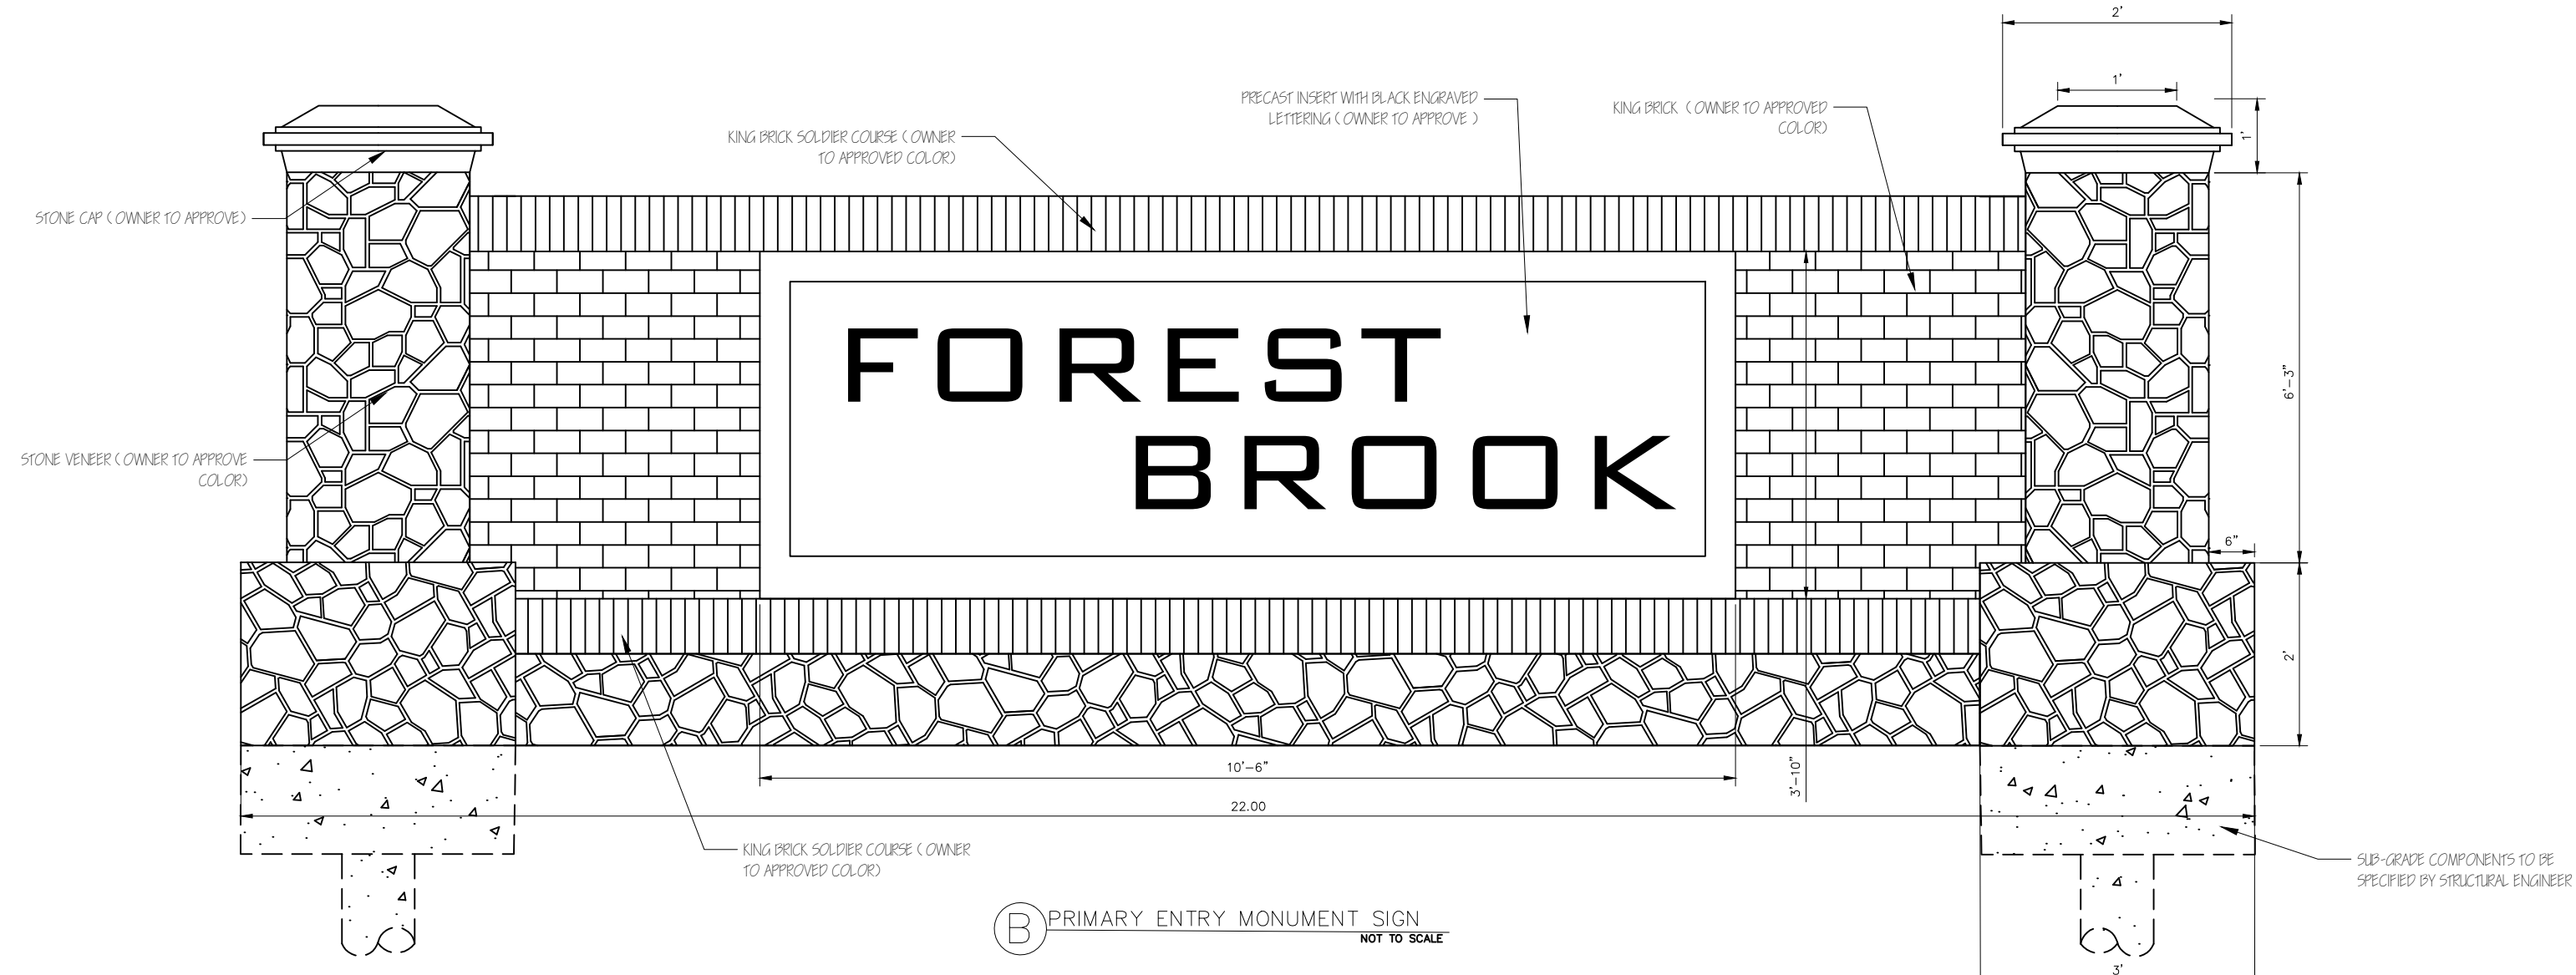 2'
1'
PRECAST INSERT WITH BLACK ENGRAVED
LETTERING ( OWNER TO APPROVE )
KING BRICK ( OWNER TO APPROVED
COLOR)
1'
KING BRICK SOLDIER COURSE ( OWNER
TO APPROVED COLOR)
STONE CAP ( OWNER TO APPROVE)
FOREST
BROOK
6'-3"
STONE VENEER ( OWNER TO APPROVE
COLOR)
6"
2'
10'-6"
3'-10"
22.00
KING BRICK SOLDIER COURSE ( OWNER
TO APPROVED COLOR)
SUB-GRADE COMPONENTS TO BE
SPECIFIED BY STRUCTURAL ENGINEER
B PRIMARY ENTRY MONUMENT SIGN
NOT TO SCALE
3'